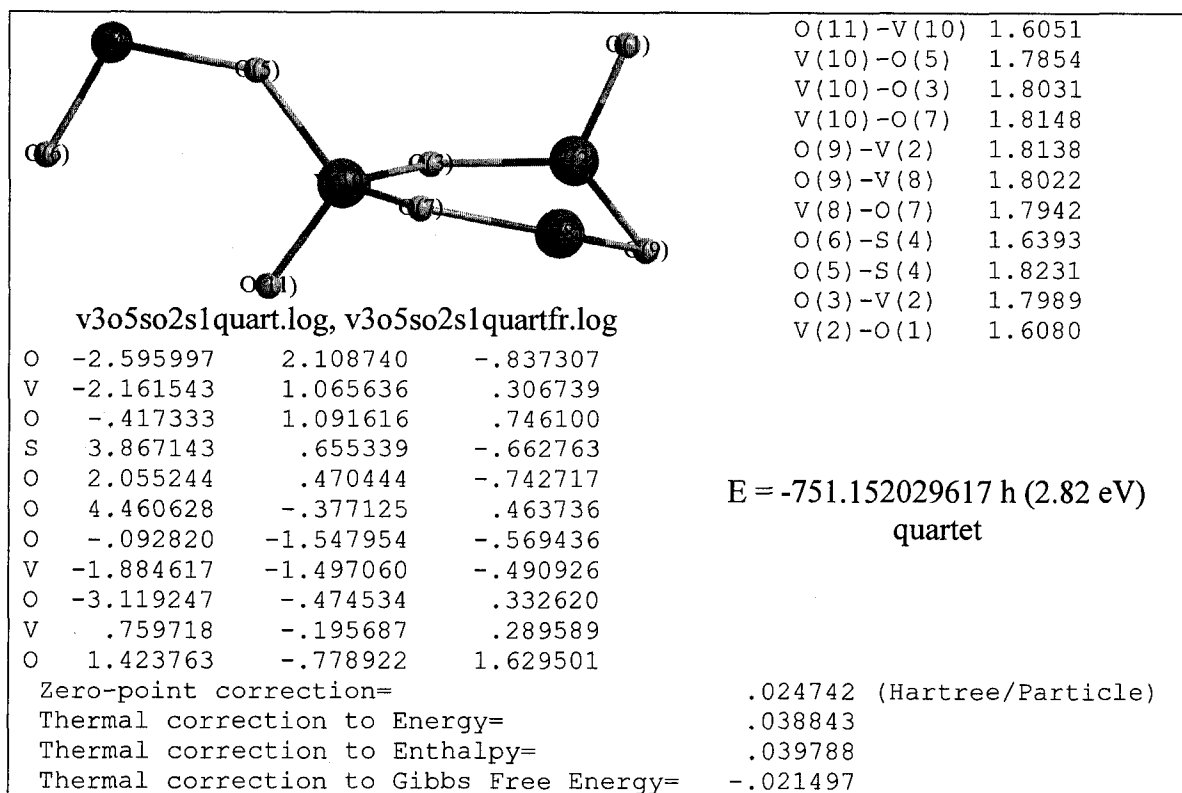 O(11)-V(10) 1.6051
V(10)-O(5) 1.7854
V(10)-O(3) 1.8031
V(10)-O(7) 1.8148
O(9)-V(2) 1.8138
O(9)-V(8) 1.8022
V(8)-O(7) 1.7942
O(6)-S(4) 1.6393
O(5)-S(4) 1.8231
O(3)-V(2) 1.7989
V(2)-O(1) 1.6080
v3o5so2s1quart.log, v3o5so2s1quartfr.log
O -2.595997 2.108740 -.837307
V -2.161543 1.065636 .306739
O -.417333 1.091616 .746100
S 3.867143 .655339 -.662763
O 2.055244 .470444 -.742717
O 4.460628 -.377125 .463736
O -.092820 -1.547954 -.569436
V -1.884617 -1.497060 -.490926
O -3.119247 -.474534 .332620
V .759718 -.195687 .289589
O 1.423763 -.778922 1.629501
E = -751.152029617 h (2.82 eV)
quartet
Zero-point correction= .024742 (Hartree/Particle)
Thermal correction to Energy= .038843
Thermal correction to Enthalpy= .039788
Thermal correction to Gibbs Free Energy= -.021497